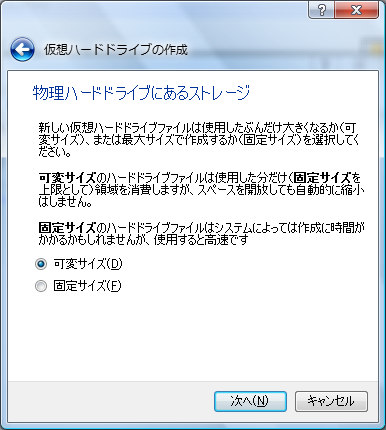 仮想ハードドライブの作成
物理ハードドライブにあるストレージ
新しい仮想ハードドライブファイルは使用したぶんだけ大きくなるか(可
変サイズ)、または最大サイズで作成するか(固定サイズ)を選択してく
ださい。
可変サイズのハードドライブファイルは使用した分だけ(固定サイズを
上限として)領域を消費しますが、スペースを開放しても自動的に縮小
はしません。
固定サイズのハードドライブファイルはシステムによっては作成に時間が
かかるかもしれませんが、使用すると高速です
可変サイズ(D)
固定サイズ(F)
次へ(N)
キャンセル